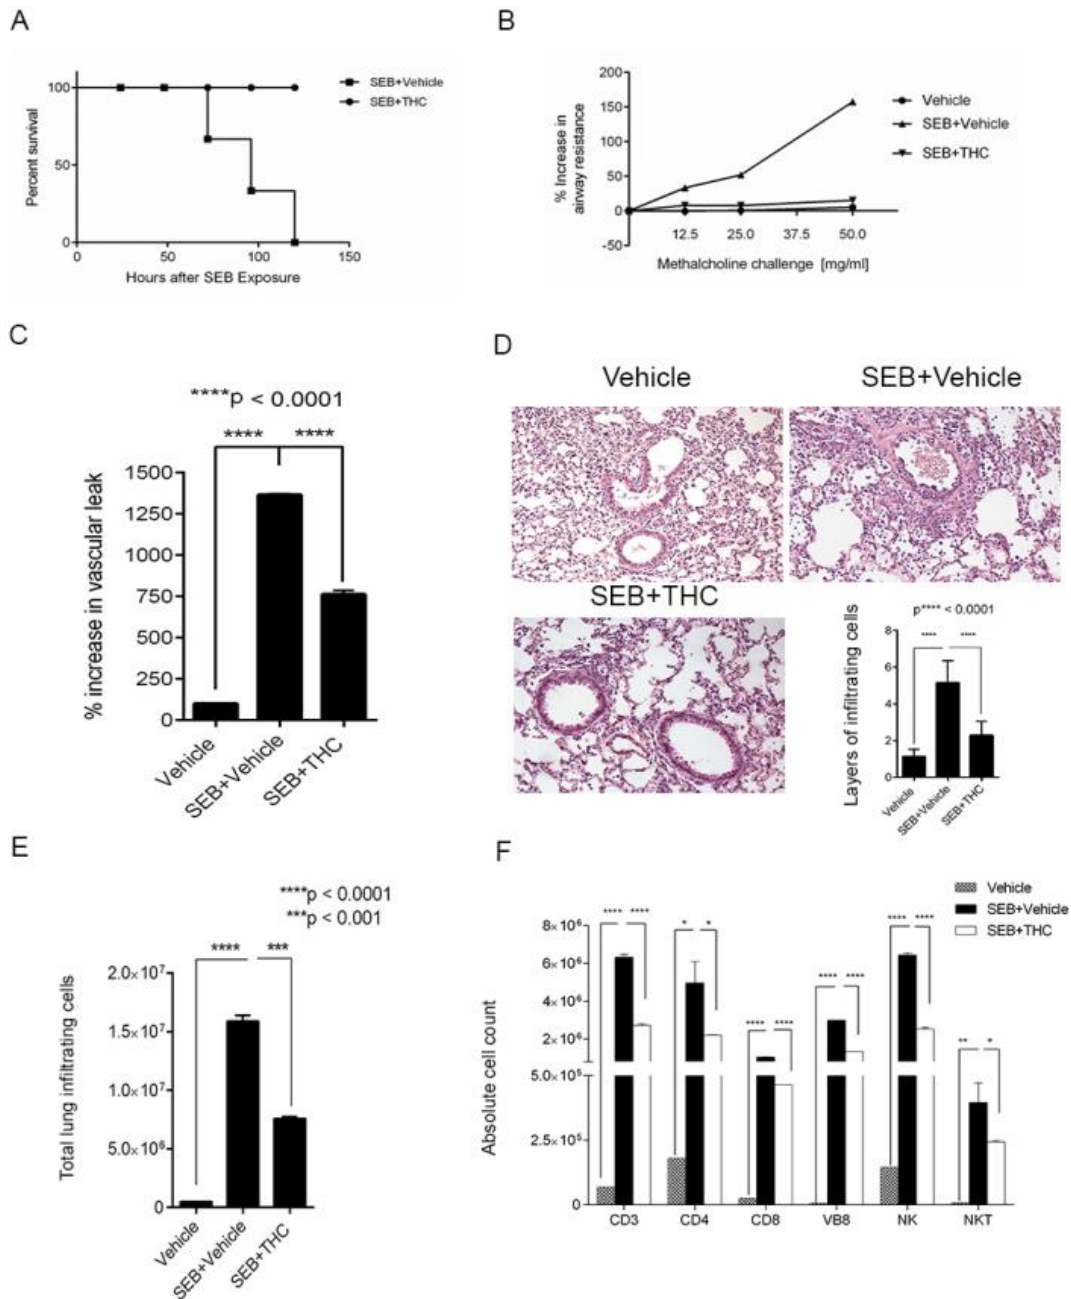 A
SEB+Vehicle
SEB+THC
100
50
0
0
50
100
150
Percent survival
Hours after SEB Exposure
B
200
150
100
50
0
-50
12.5
25.0
37.5
50.0
% Increase in
airway resistance
Methalcholine challenge [mg/ml]
Vehicle
SEB+Vehicle
SEB+THC
C
****p < 0.0001
**** ****
1500
1250
1000
750
500
250
0
% increase in vascular leak
Vehicle
SEB+Vehicle
SEB+THC
D
Vehicle
SEB+Vehicle
SEB+THC
p**** < 0.0001
**** ****
8
6
4
2
0
Layers of infiltrating cells
Vehicle
SEB+Vehicle
SEB+THC
E
****p < 0.0001
***p < 0.001
**** ***
2.0×10⁷
1.5×10⁷
1.0×10⁷
5.0×10⁶
0
Total lung infiltrating cells
Vehicle
SEB+Vehicle
SEB+THC
F
Vehicle
SEB+Vehicle
SEB+THC
**** **** * * **** **** **** **** **** **** ** *
8×10⁶
6×10⁶
4×10⁶
2×10⁶
5.0×10⁵
2.5×10⁵
0
Absolute cell count
CD3 CD4 CD8 VB8 NK NKT